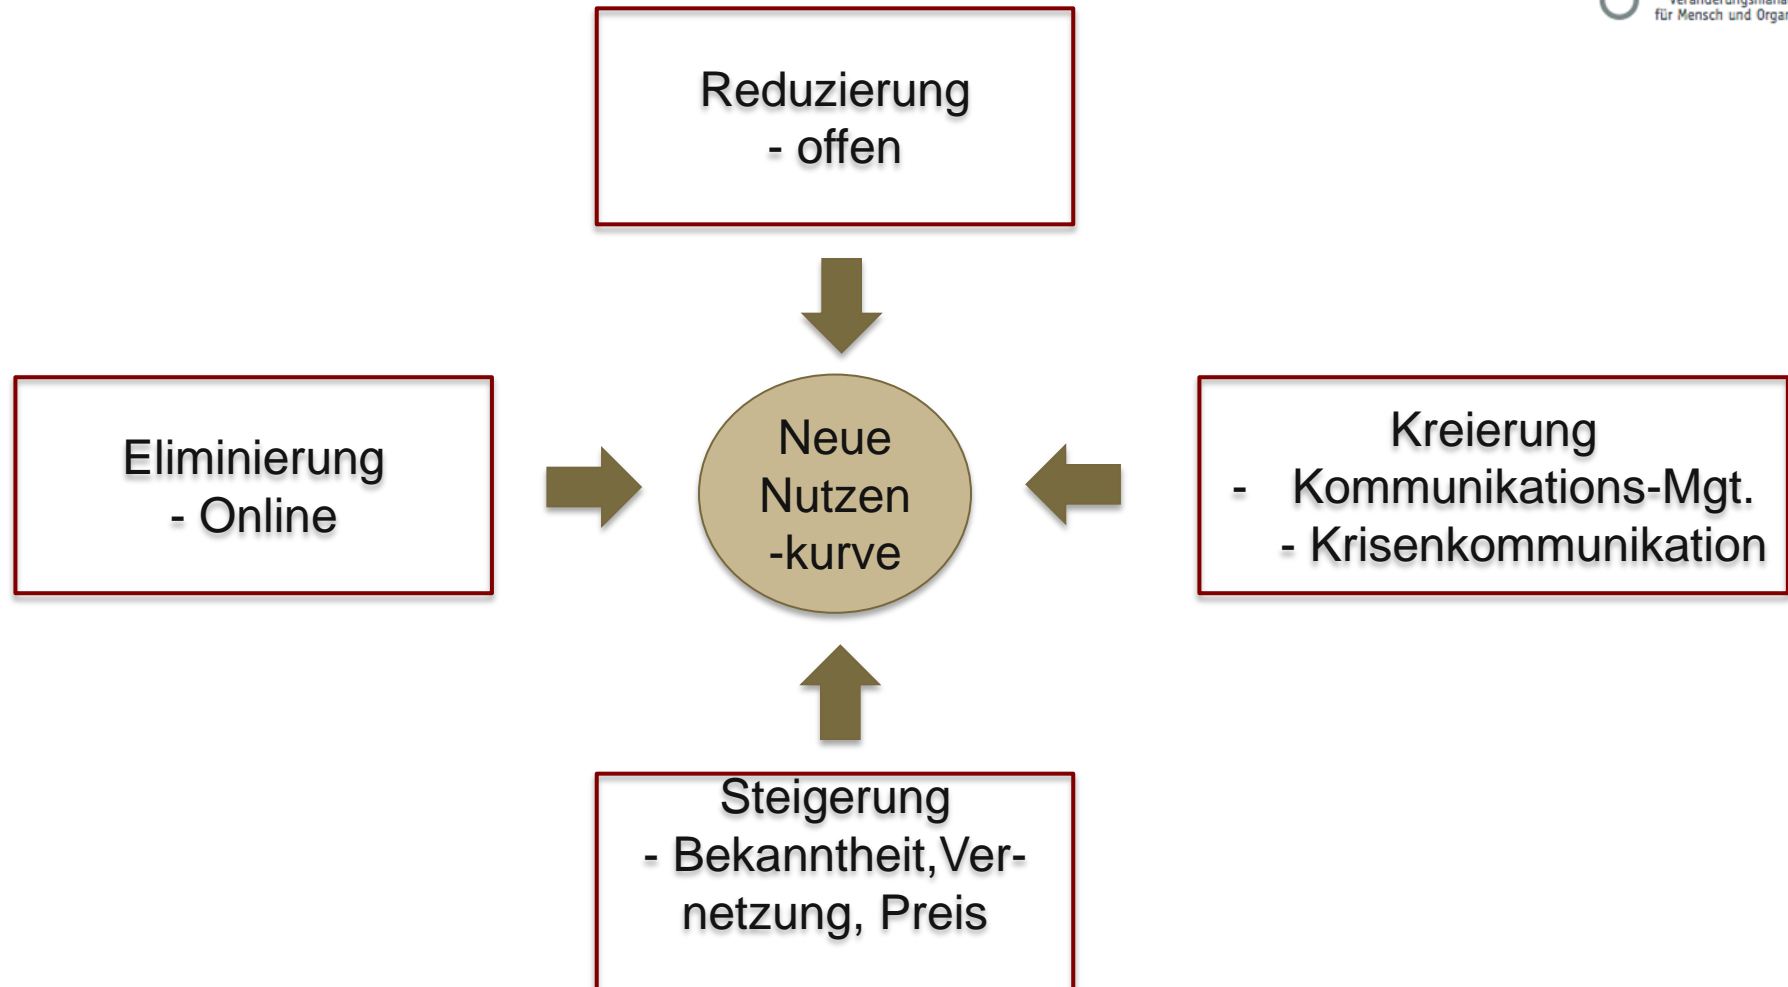 für Mensch und Organ
Reduzierung
- offen
Eliminierung
- Online
Neue
Nutzen
-kurve
Kreierung
- Kommunikations-Mgt.
- Krisenkommunikation
Steigerung
- Bekanntheit,Ver-
netzung, Preis